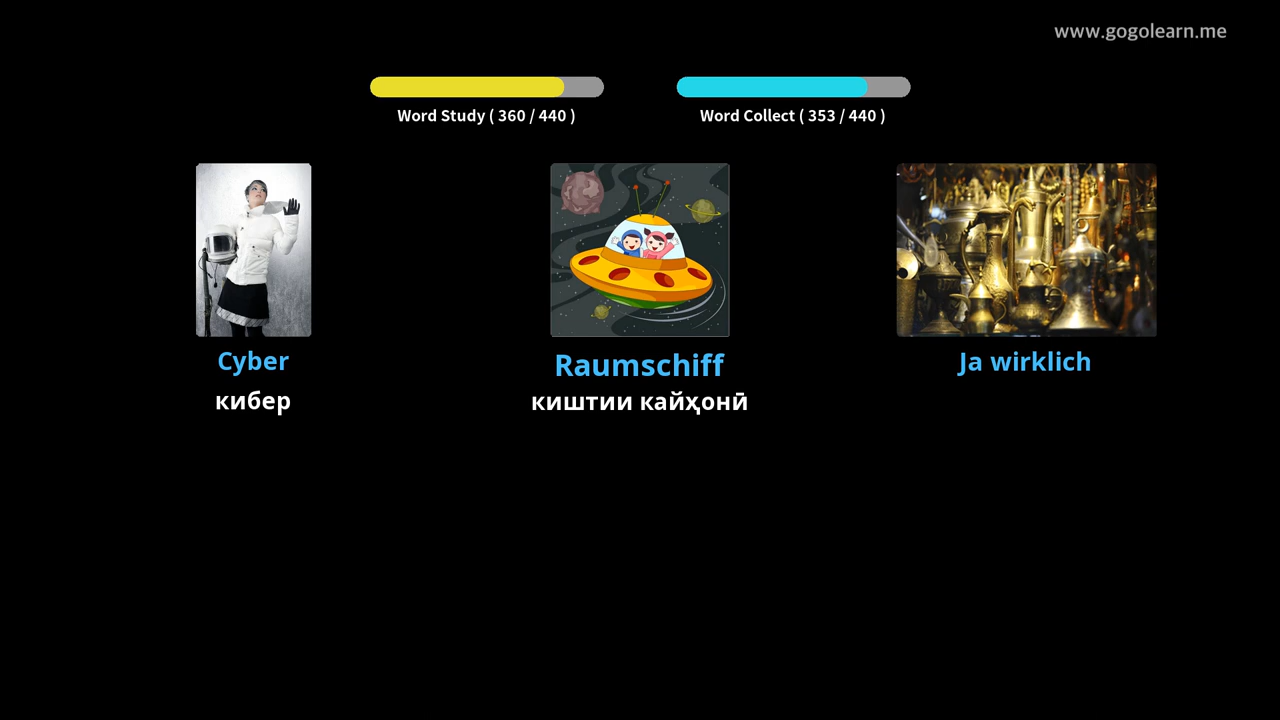 www.gogolearn.me
Word Study ( 360 / 440 )
Word Collect ( 353 / 440 )
Cyber
кибер
Raumschiff
киштии кайҳонӣ
Ja wirklich